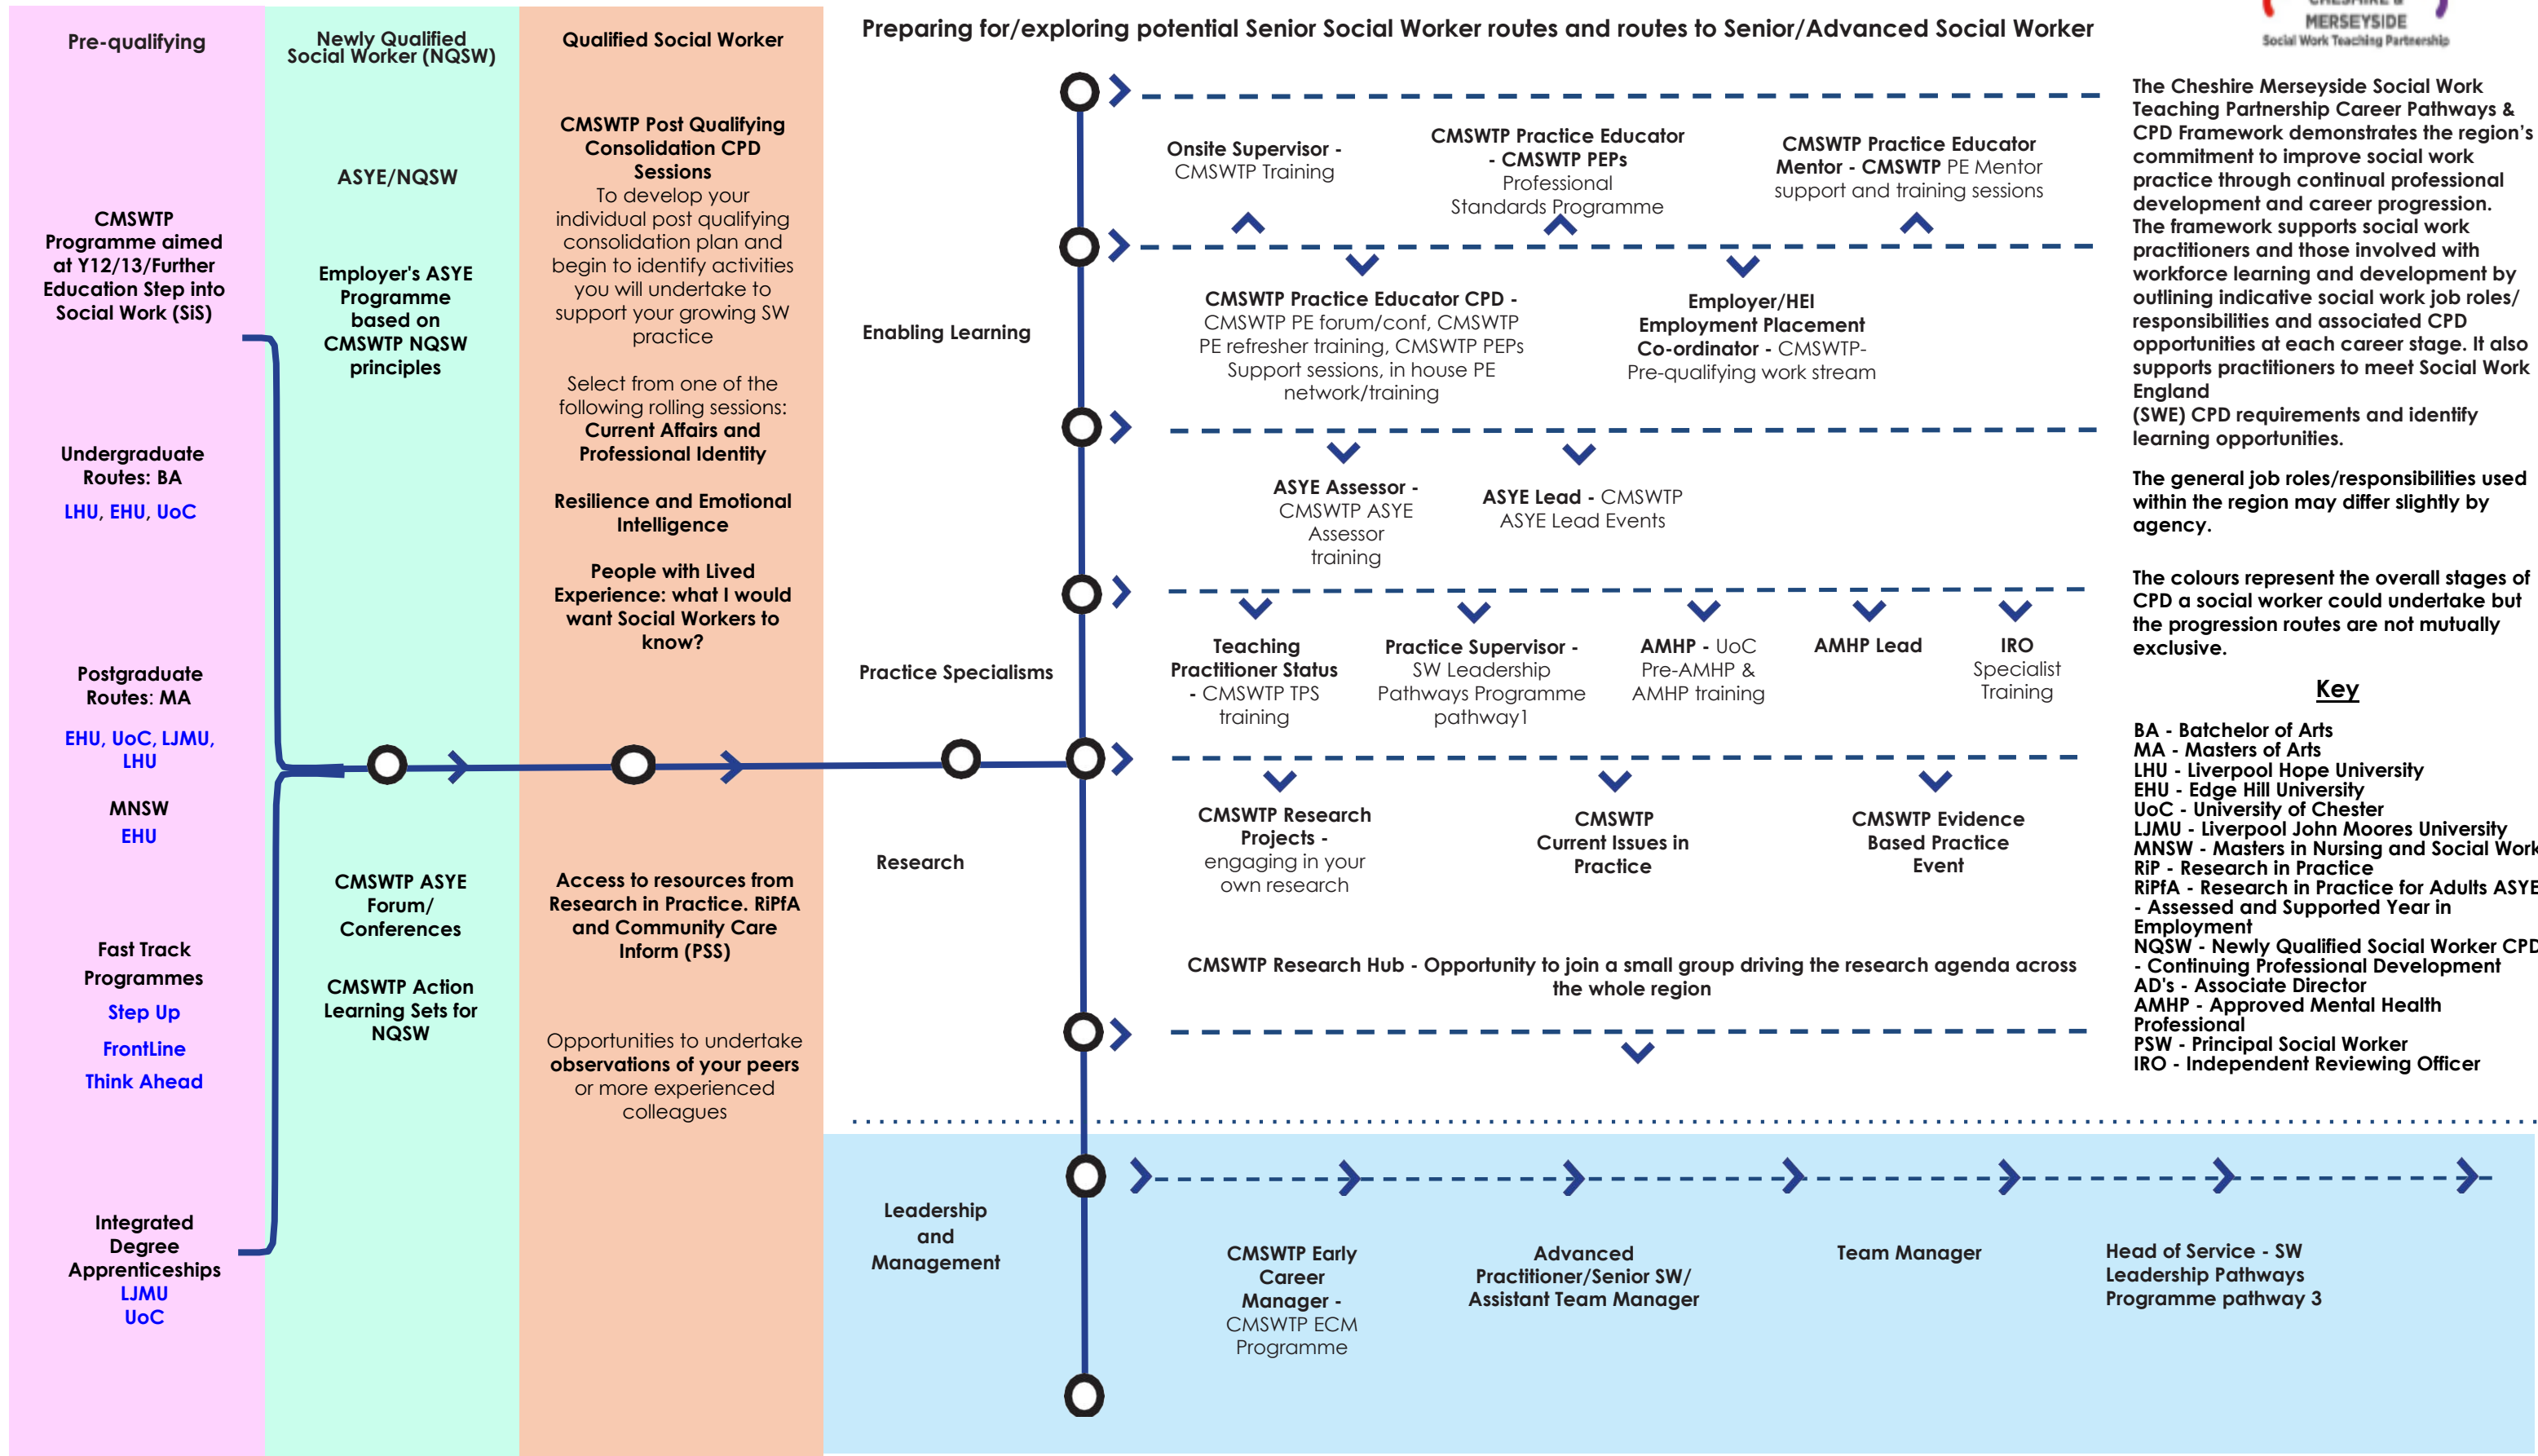 Pre-qualifying
CMSWTP
Programme aimed
at Y12/13/Further
Education Step into
Social Work (SiS)
Undergraduate
Routes: BA
LHU, EHU, UoC
Postgraduate
Routes: MA
EHU, UoC, LJMU,
LHU
MNSW
EHU
Fast Track
Programmes
Step Up
FrontLine
Think Ahead
Integrated
Degree
Apprenticeships
LJMU
UoC
Newly Qualified
Social Worker (NQSW)
ASYE/NQSW
Employer's ASYE
Programme
based on
CMSWTP NQSW
principles
CMSWTP ASYE
Forum/
Conferences
CMSWTP Action
Learning Sets for
NQSW
Qualified Social Worker
CMSWTP Post Qualifying
Consolidation CPD
Sessions
To develop your
individual post qualifying
consolidation plan and
begin to identify activities
you will undertake to
support your growing SW
practice
Select from one of the
following rolling sessions:
Current Affairs and
Professional Identity
Resilience and Emotional
Intelligence
People with Lived
Experience: what I would
want Social Workers to
know?
Access to resources from
Research in Practice. RiPfA
and Community Care
Inform (PSS)
Opportunities to undertake
observations of your peers
or more experienced
colleagues
Preparing for/exploring potential Senior Social Worker routes and routes to Senior/Advanced Social Worker
Enabling Learning
Onsite Supervisor -
CMSWTP Training
CMSWTP Practice Educator
- CMSWTP PEPs
Professional
Standards Programme
CMSWTP Practice Educator
Mentor - CMSWTP PE Mentor
support and training sessions
CMSWTP Practice Educator CPD -
CMSWTP PE forum/conf, CMSWTP
PE refresher training, CMSWTP PEPs
Support sessions, in house PE
network/training
Employer/HEI
Employment Placement
Co-ordinator - CMSWTP-
Pre-qualifying work stream
ASYE Assessor -
CMSWTP ASYE
Assessor
training
ASYE Lead - CMSWTP
ASYE Lead Events
Practice Specialisms
Teaching
Practitioner Status
- CMSWTP TPS
training
Practice Supervisor -
SW Leadership
Pathways Programme
pathway1
AMHP - UoC
Pre-AMHP &
AMHP training
AMHP Lead
IRO
Specialist
Training
Research
CMSWTP Research
Projects -
engaging in your
own research
CMSWTP
Current Issues in
Practice
CMSWTP Evidence
Based Practice
Event
CMSWTP Research Hub - Opportunity to join a small group driving the research agenda across
the whole region
Leadership
and
Management
CMSWTP Early
Career
Manager -
CMSWTP ECM
Programme
Advanced
Practitioner/Senior SW/
Assistant Team Manager
Team Manager
Head of Service - SW
Leadership Pathways
Programme pathway 3
CHESHIRE &
MERSEYSIDE
Social Work Teaching Partnership
The Cheshire Merseyside Social Work
Teaching Partnership Career Pathways &
CPD Framework demonstrates the region's
commitment to improve social work
practice through continual professional
development and career progression.
The framework supports social work
practitioners and those involved with
workforce learning and development by
outlining indicative social work job roles/
responsibilities and associated CPD
opportunities at each career stage. It also
supports practitioners to meet Social Work
England
(SWE) CPD requirements and identify
learning opportunities.
The general job roles/responsibilities used
within the region may differ slightly by
agency.
The colours represent the overall stages of
CPD a social worker could undertake but
the progression routes are not mutually
exclusive.
Key
BA - Batchelor of Arts
MA - Masters of Arts
LHU - Liverpool Hope University
EHU - Edge Hill University
UoC - University of Chester
LJMU - Liverpool John Moores University
MNSW - Masters in Nursing and Social Work
RiP - Research in Practice
RiPfA - Research in Practice for Adults ASYE
- Assessed and Supported Year in
Employment
NQSW - Newly Qualified Social Worker CPD
- Continuing Professional Development
AD's - Associate Director
AMHP - Approved Mental Health
Professional
PSW - Principal Social Worker
IRO - Independent Reviewing Officer